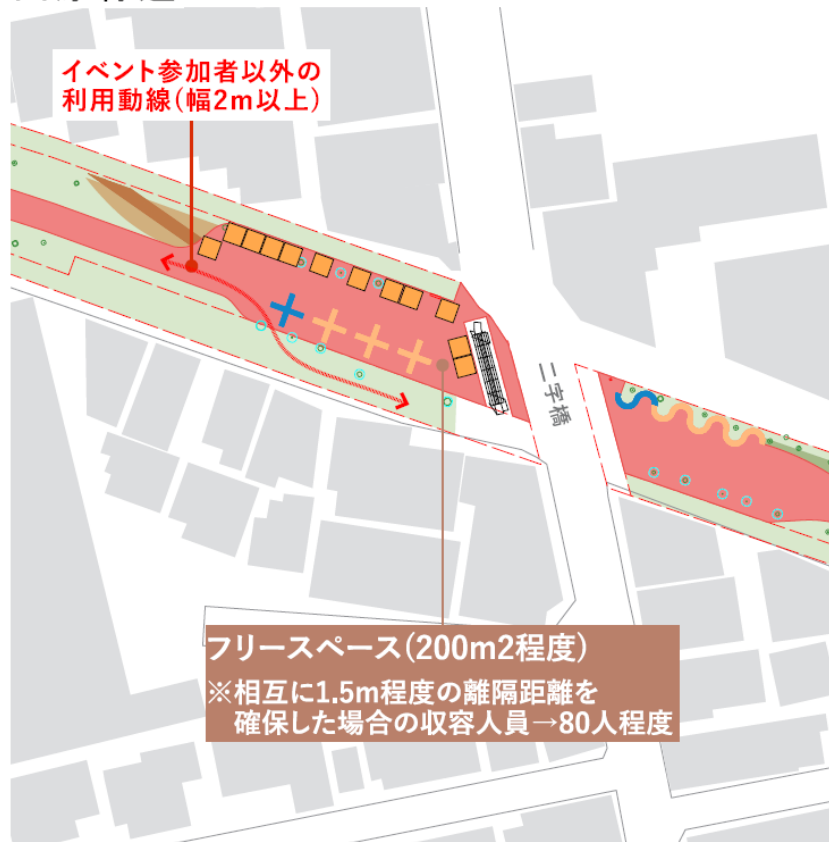 イベント参加者以外の
利用動線(幅2m以上)
二字橋
フリースペース(200m2程度)
※相互に1.5m程度の離隔距離を
確保した場合の収容人員→80人程度